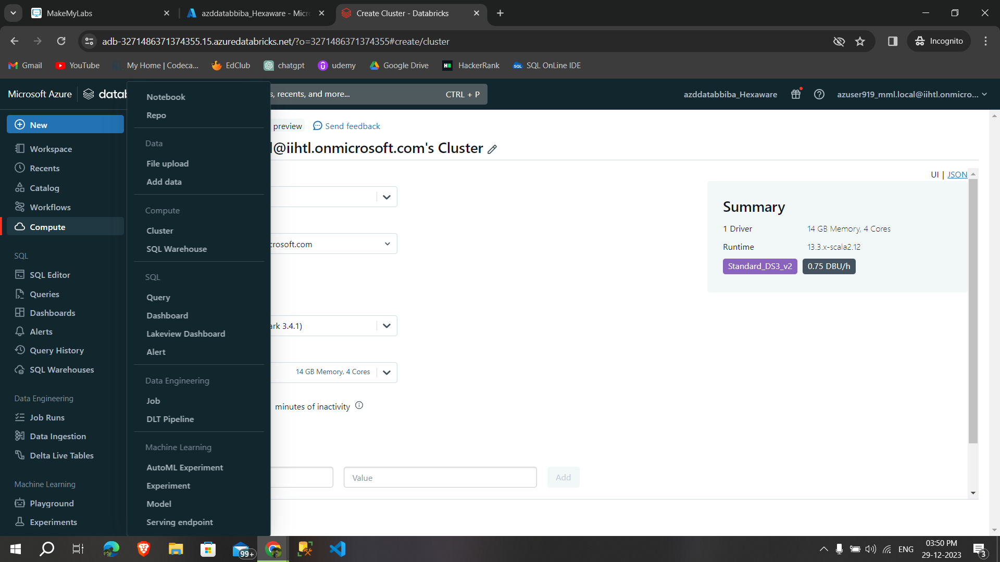 MakeMyLabs
azddatabbiba_Hexaware - Micr
Create Cluster - Databricks
adb-3271486371374355.15.azuredatabricks.net/?o=3271486371374355#create/cluster
Incognito
Gmail
YouTube
My Home | Codeca...
EdClub
chatgpt
udemy
Google Drive
HackerRank
SQL OnLine IDE
Microsoft Azure
datab
s, recents, and more...
CTRL + P
azddatabbiba_Hexaware
azuser919_mml.local@iihtl.onmicro...
New
Workspace
Recents
Catalog
Workflows
Compute
SQL
SQL Editor
Queries
Dashboards
Alerts
Query History
SQL Warehouses
Data Engineering
Job Runs
Data Ingestion
Delta Live Tables
Machine Learning
Playground
Experiments
Notebook
Repo
Data
File upload
Add data
Compute
Cluster
SQL Warehouse
SQL
Query
Dashboard
Lakeview Dashboard
Alert
Data Engineering
Job
DLT Pipeline
Machine Learning
AutoML Experiment
Experiment
Model
Serving endpoint
preview
Send feedback
@iihtl.onmicrosoft.com's Cluster
UI | JSON
crosoft.com
ark 3.4.1)
14 GB Memory, 4 Cores
minutes of inactivity
Value
Add
Summary
1 Driver 14 GB Memory, 4 Cores
Runtime 13.3.x-scala2.12
Standard_DS3_v2 0.75 DBU/h
99+
ENG
03:50 PM
29-12-2023
3